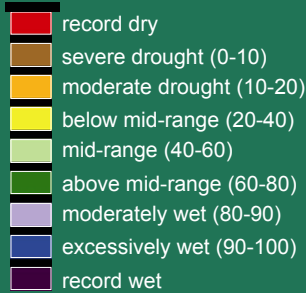 record dry
severe drought (0-10)
moderate drought (10-20)
below mid-range (20-40)
mid-range (40-60)
above mid-range (60-80)
moderately wet (80-90)
excessively wet (90-100)
record wet